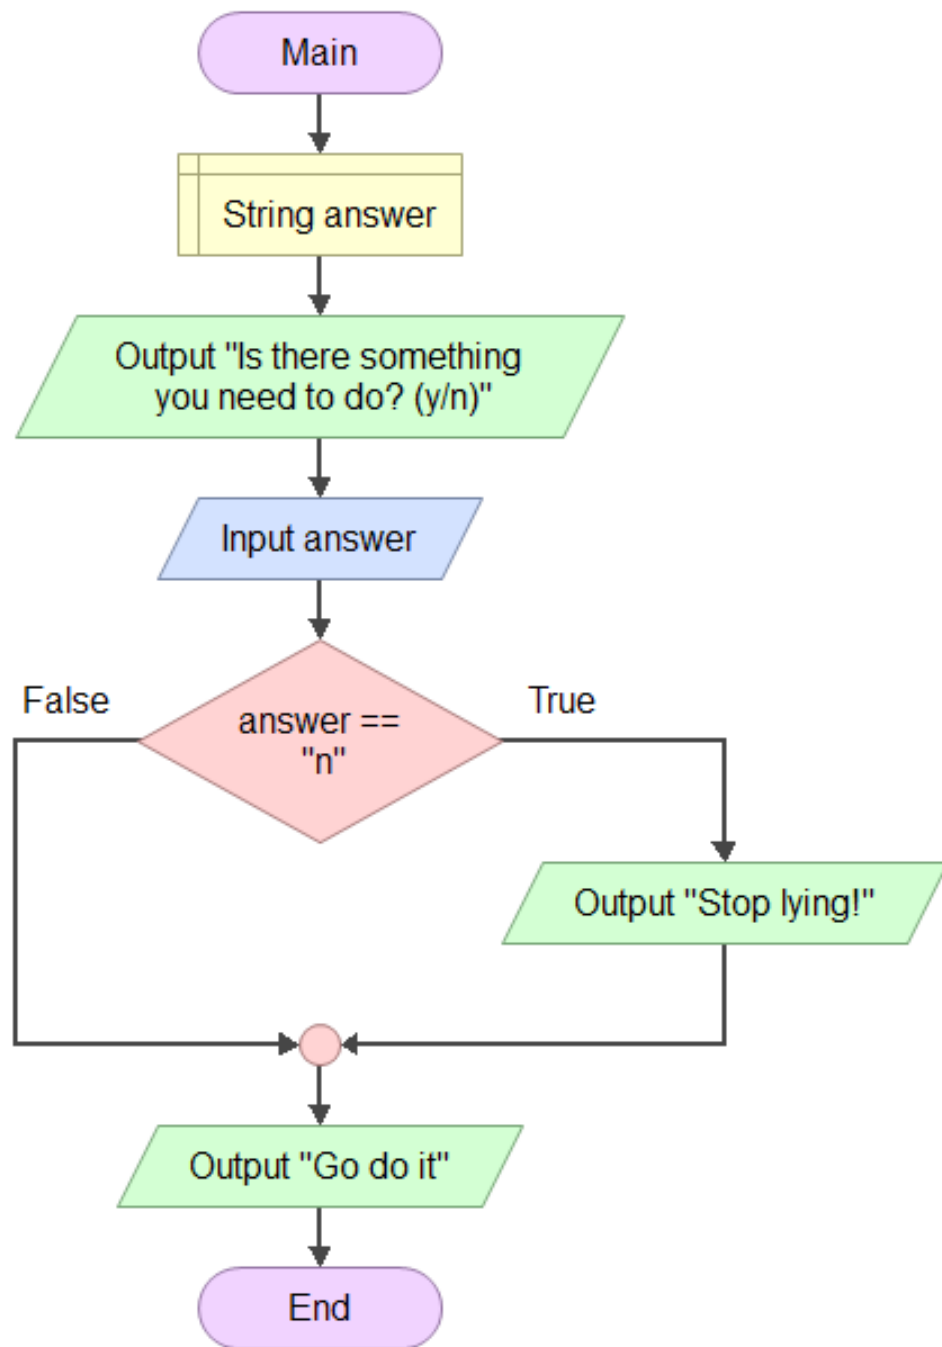 Main
String answer
Output "Is there something
you need to do? (y/n)"
Input answer
False
True
answer ==
"n"
Output "Stop lying!"
Output "Go do it"
End